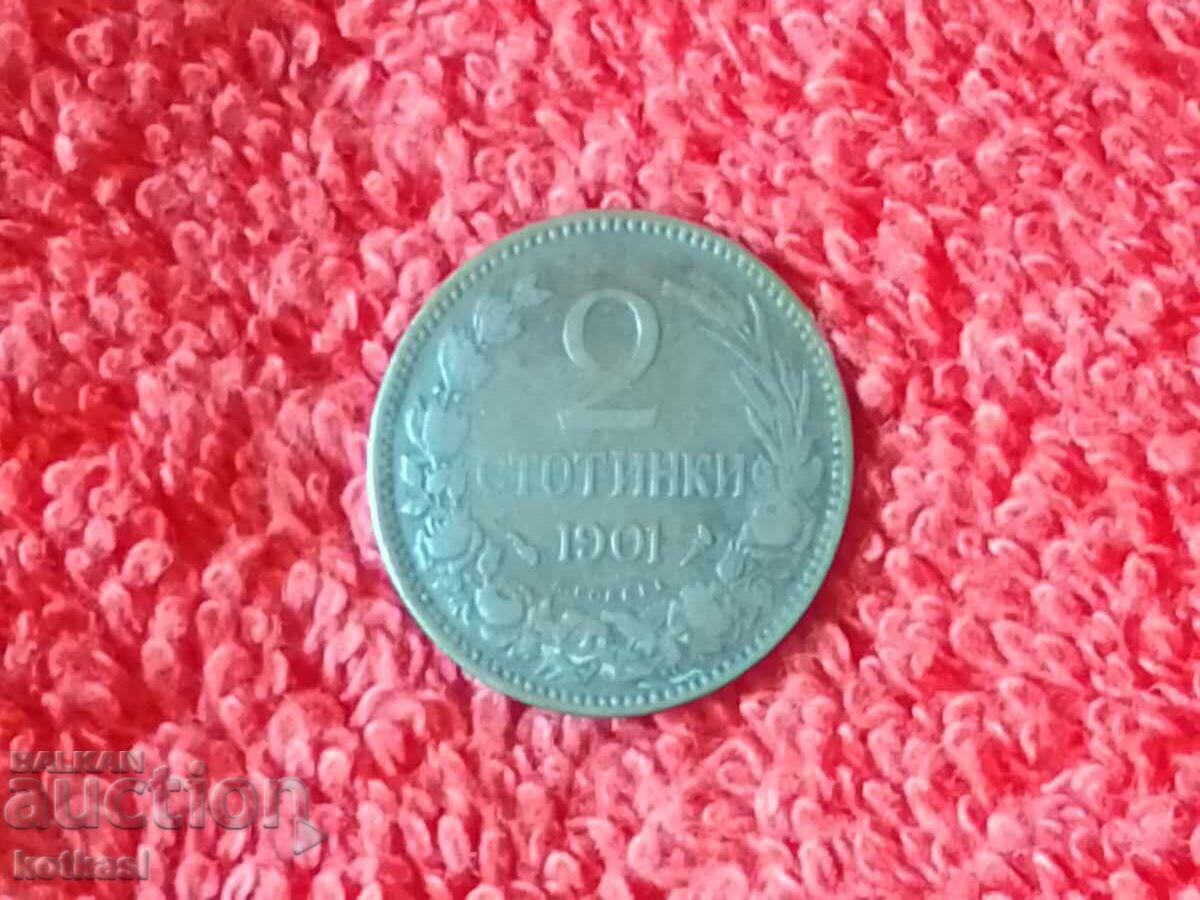 2
СТОТИНКИ
1901
BALKAN
auction
kotkasl